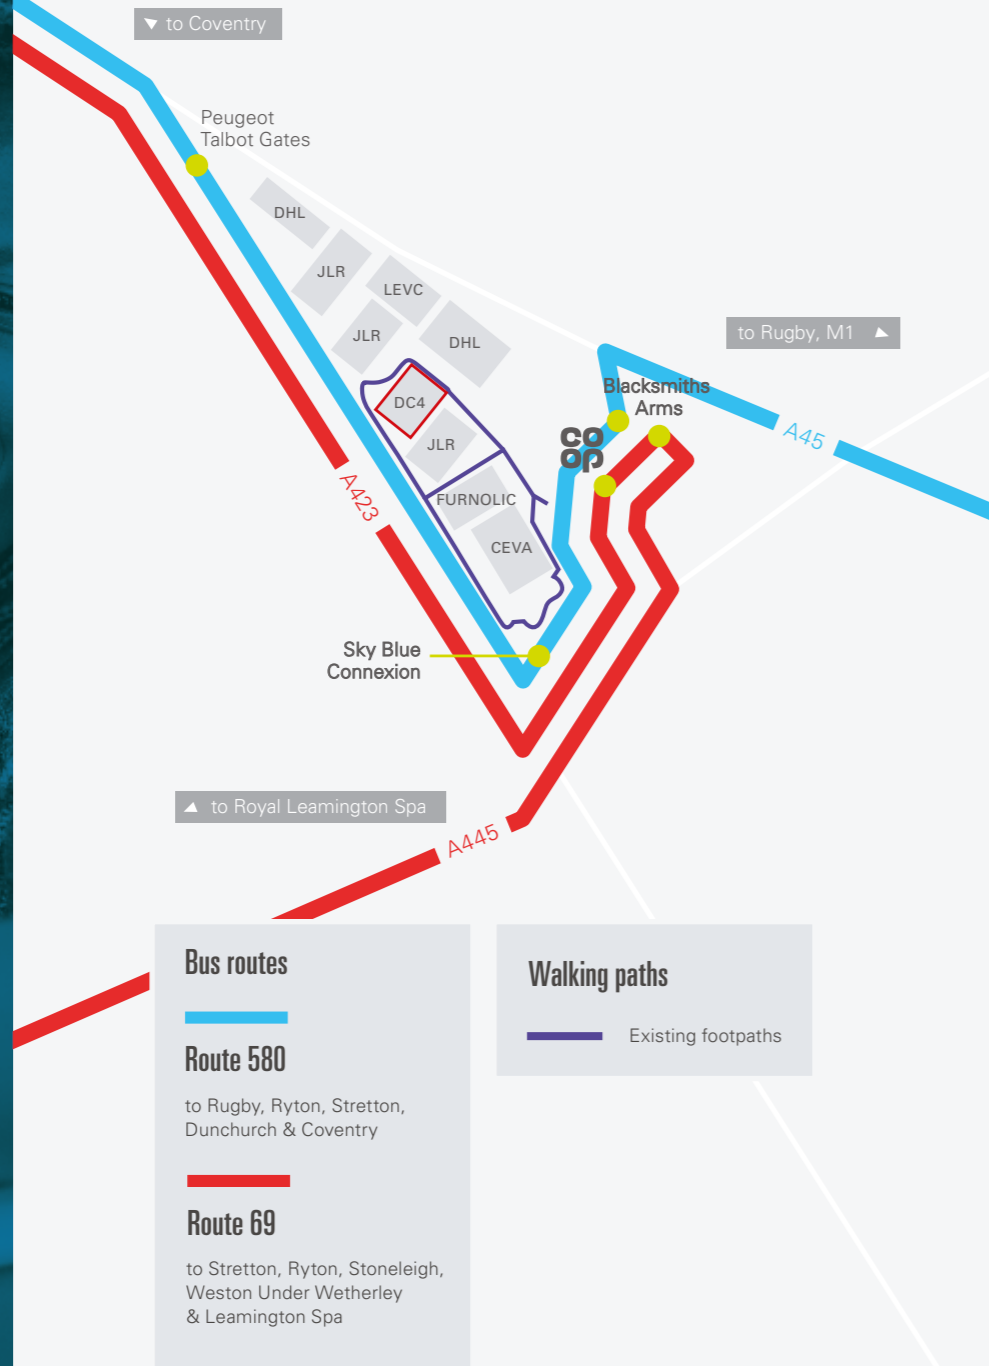 to Coventry
Peugeot
Talbot Gates
DHL
JLR
LEVC
JLR
DHL
to Rugby, M1
Blacksmiths
Arms
DC4
co
op
A45
JLR
A423
FURNOLIC
CEVA
Sky Blue
Connexion
to Royal Leamington Spa
A445
Bus routes
Route 580
to Rugby, Ryton, Stretton,
Dunchurch & Coventry
Route 69
to Stretton, Ryton, Stoneleigh,
Weston Under Wetherley
& Leamington Spa
Walking paths
Existing footpaths